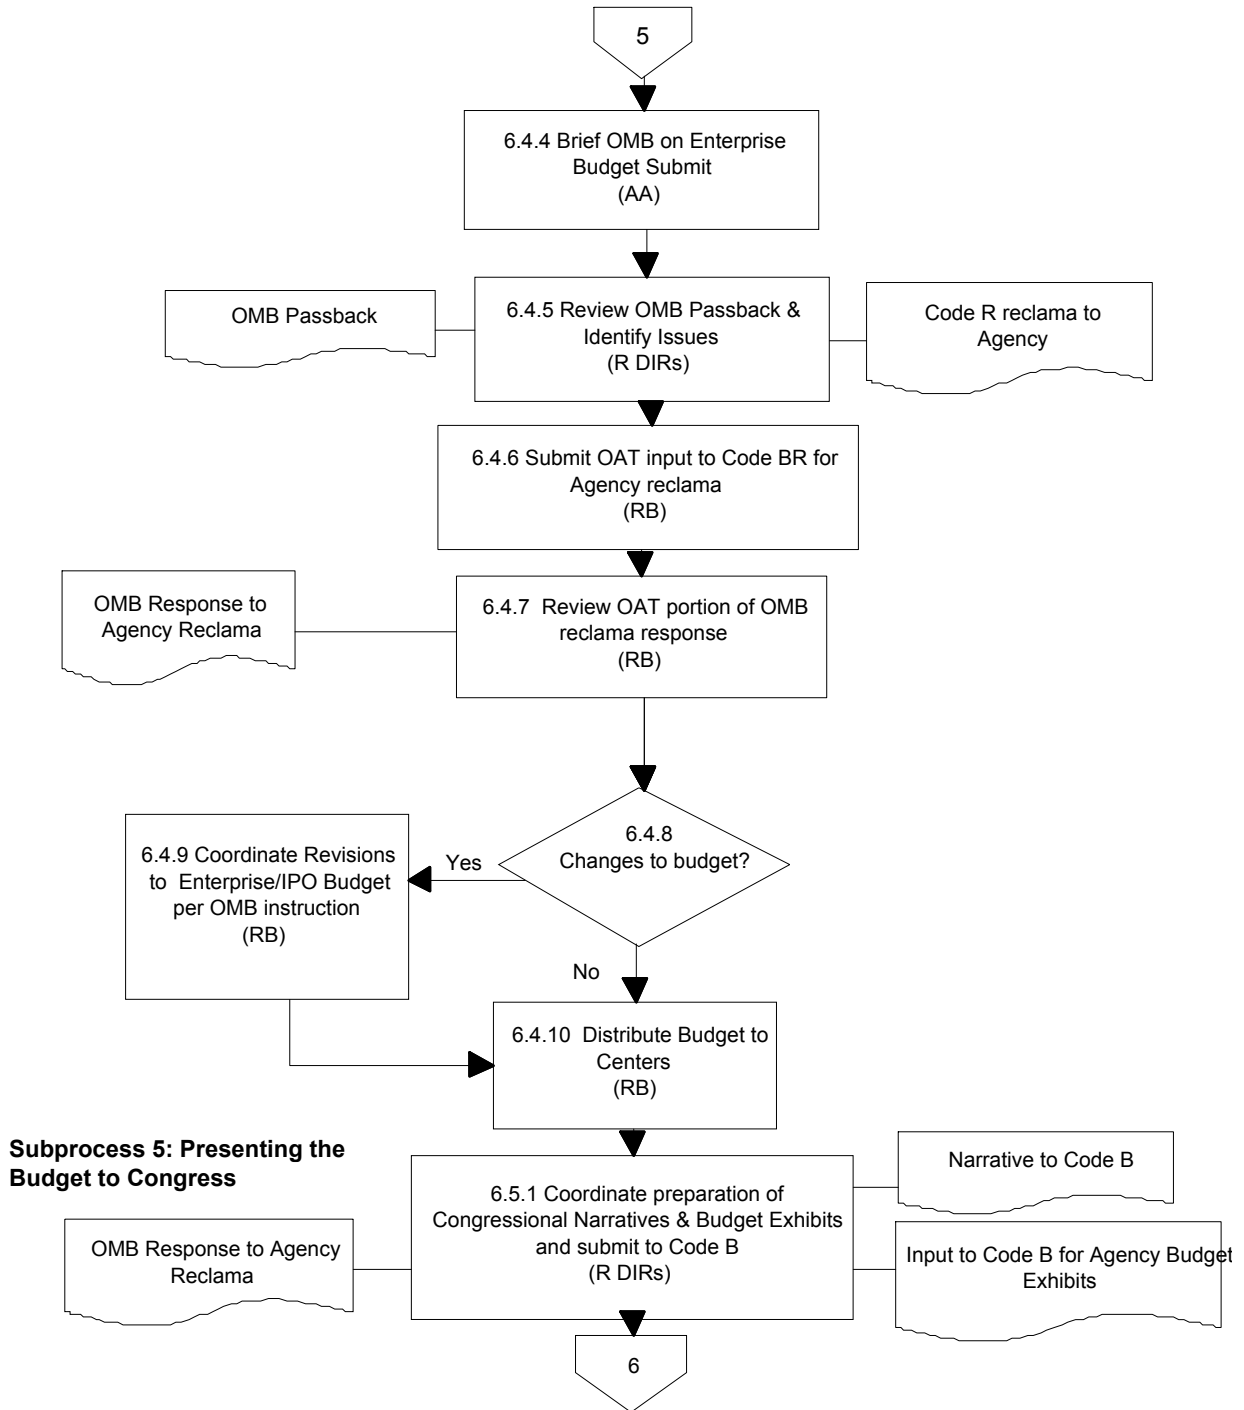 5
6.4.4 Brief OMB on Enterprise
Budget Submit
(AA)
OMB Passback
6.4.5 Review OMB Passback &
Identify Issues
(R DIRs)
Code R reclama to
Agency
6.4.6 Submit OAT input to Code BR for
Agency reclama
(RB)
OMB Response to
Agency Reclama
6.4.7 Review OAT portion of OMB
reclama response
(RB)
6.4.8
Changes to budget?
Yes
6.4.9 Coordinate Revisions
to Enterprise/IPO Budget
per OMB instruction
(RB)
No
6.4.10 Distribute Budget to
Centers
(RB)
Subprocess 5: Presenting the
Budget to Congress
6.5.1 Coordinate preparation of
Congressional Narratives & Budget Exhibits
and submit to Code B
(R DIRs)
Narrative to Code B
OMB Response to Agency
Reclama
Input to Code B for Agency Budget
Exhibits
6